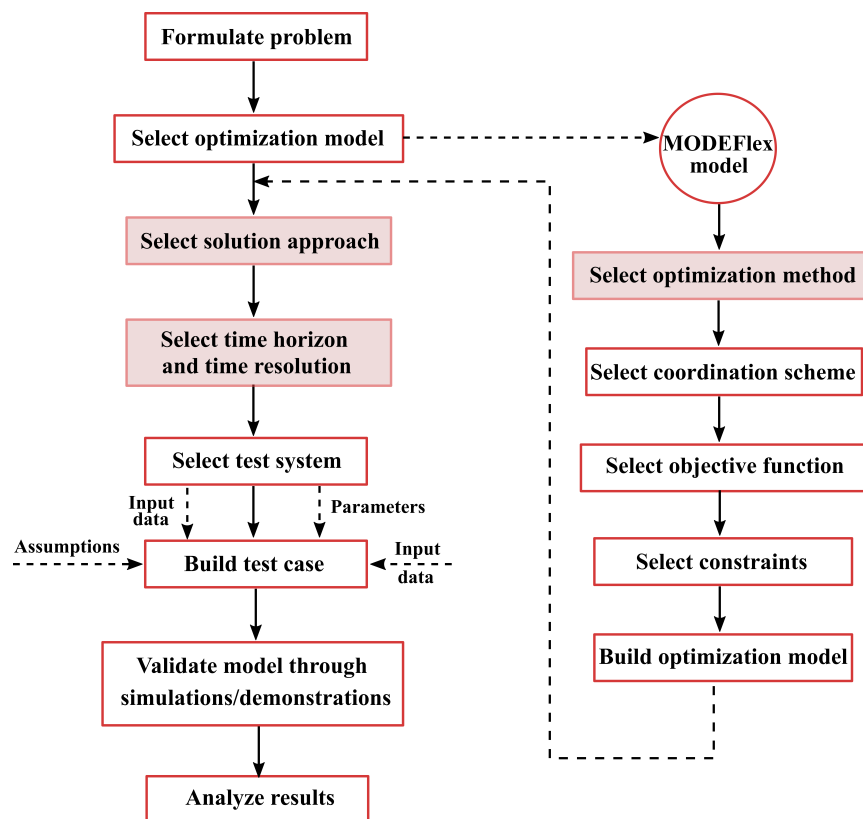 Formulate problem
Select optimization model
MODEFlex
model
Select solution approach
Select optimization method
Select time horizon
and time resolution
Select coordination scheme
Select test system
Select objective function
Input
data
Parameters
Assumptions
Build test case
Input
data
Select constraints
Validate model through
simulations/demonstrations
Build optimization model
Analyze results